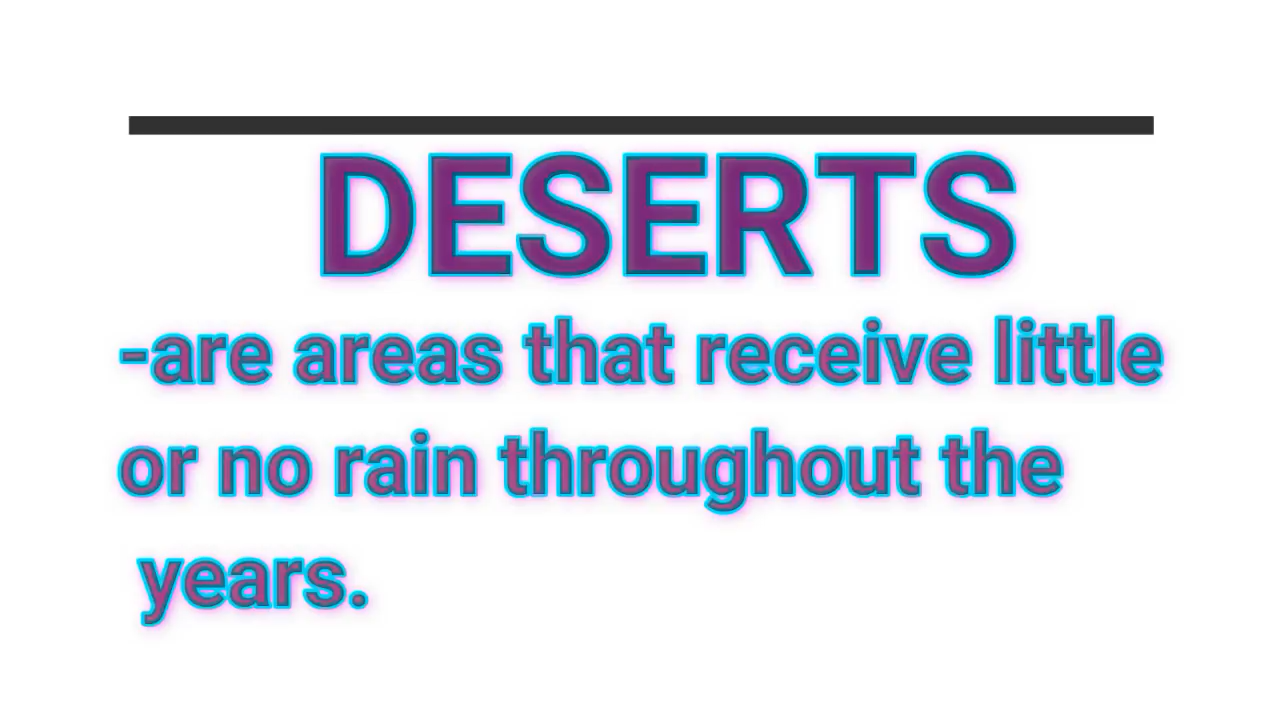 DESERTS
-are areas that receive little
or no rain throughout the
years.